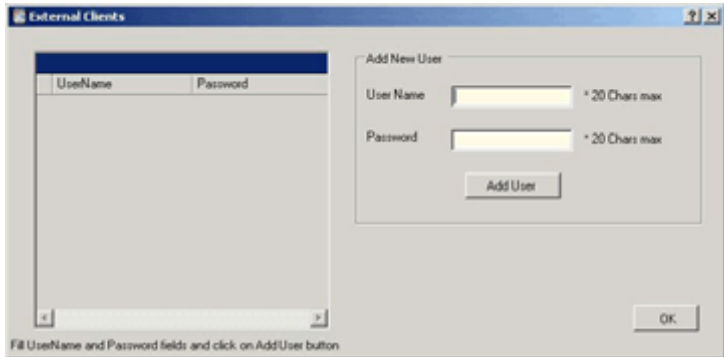 External Clients
UserName Password
Add New User
User Name * 20 Chars max
Password * 20 Chars max
Add User
OK
Fill UserName and Password fields and click on AddUser button